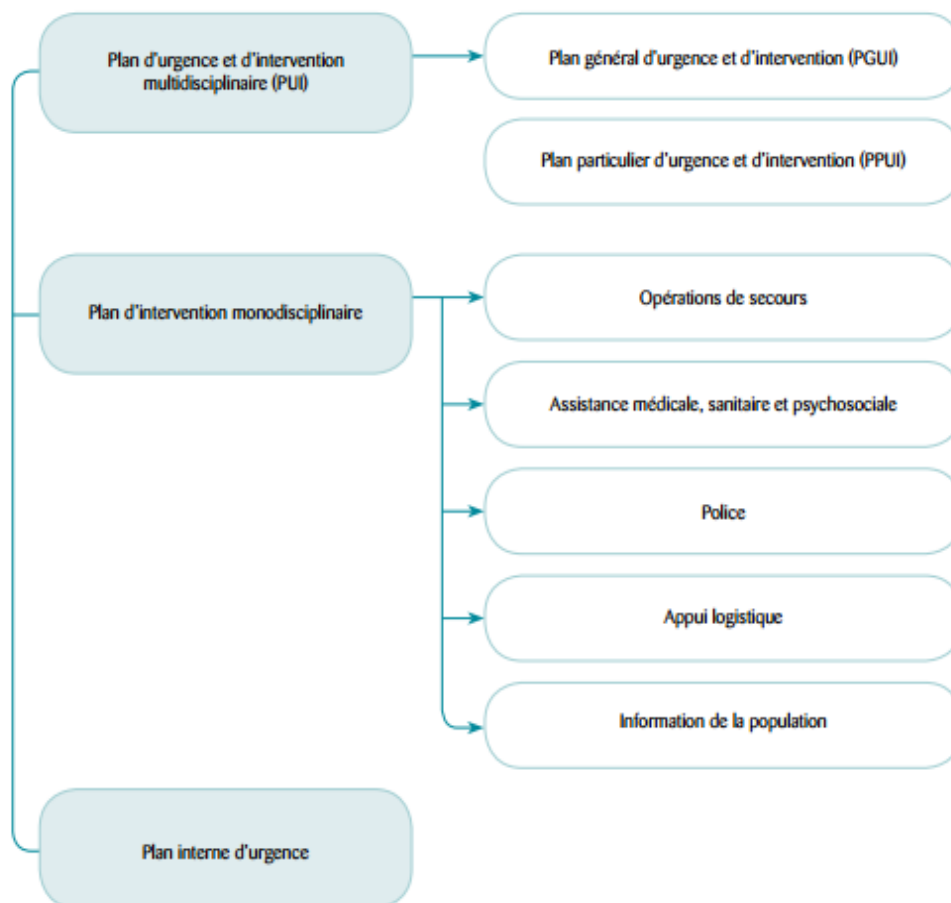 Plan d'urgence et d'intervention
multidisciplinaire (PUI)
Plan général d'urgence et d'intervention (PGUI)
Plan particulier d'urgence et d'intervention (PPUI)
Plan d'intervention monodisciplinaire
Opérations de secours
Assistance médicale, sanitaire et psychosociale
Police
Appui logistique
Information de la population
Plan interne d'urgence